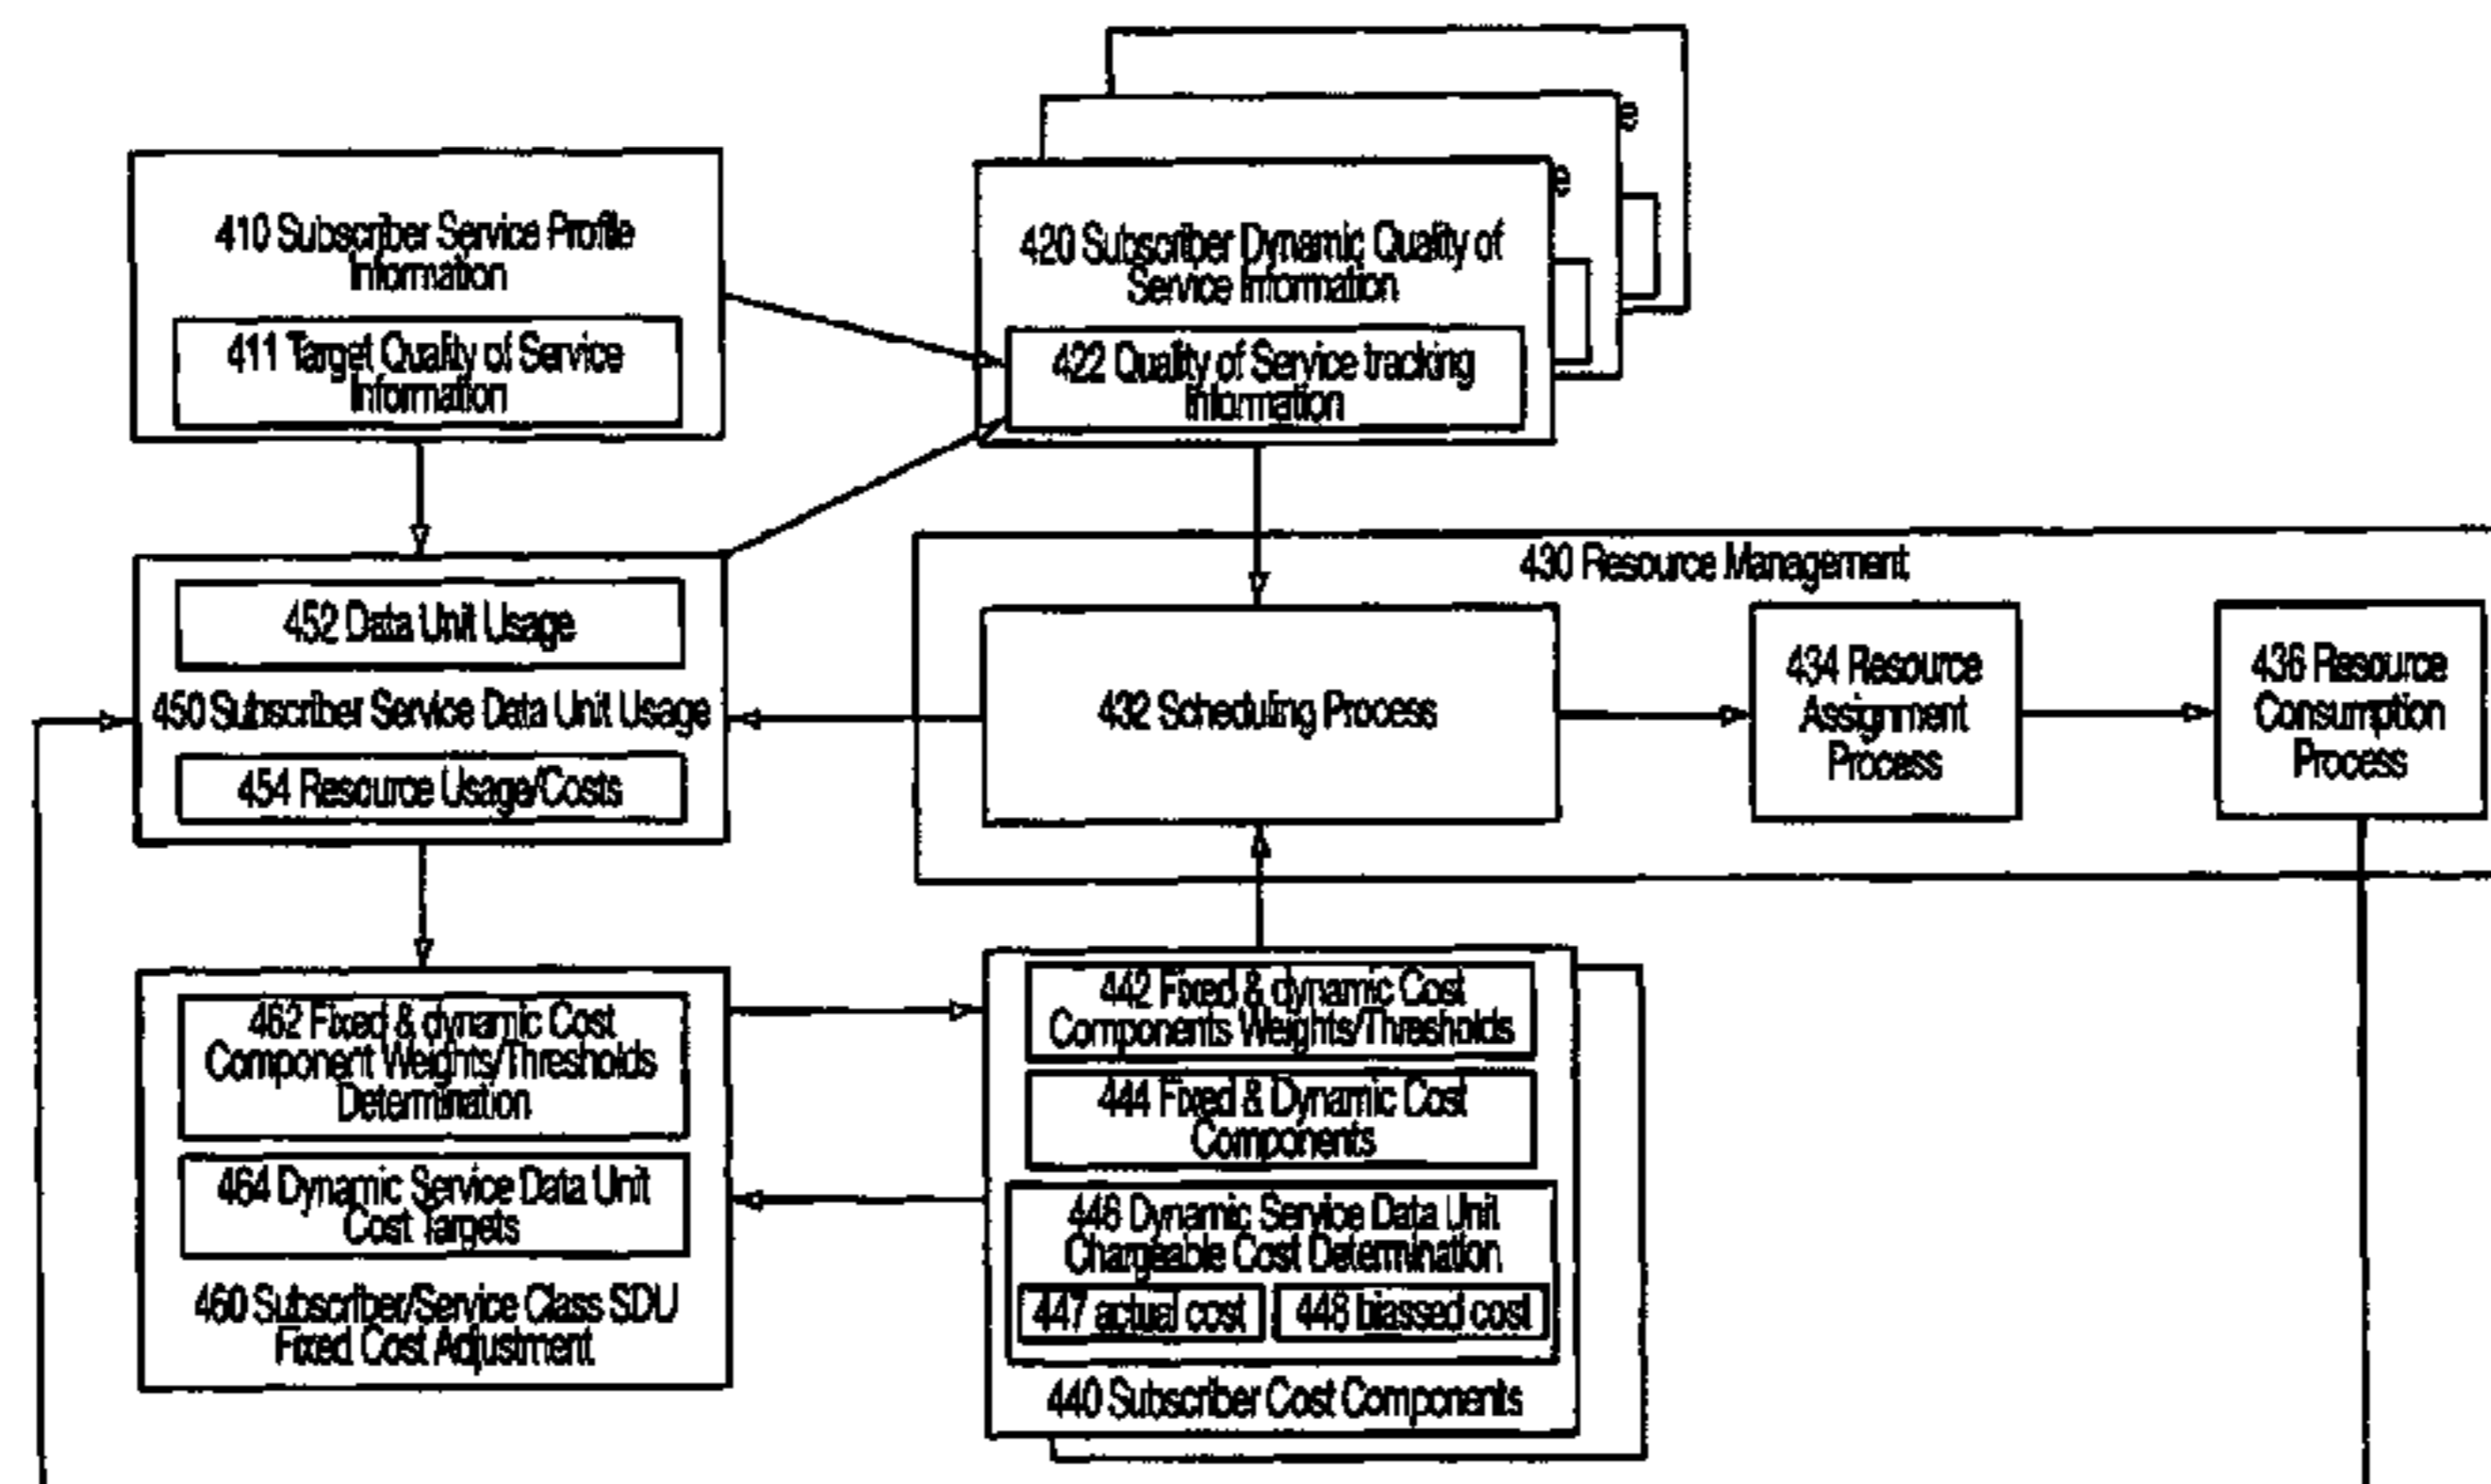 410 Subscriber Service Profile
Information
411 Target Quality of Service
Information
420 Subscriber Dynamic Quality of
Service Information
422 Quality of Service tracking
Information
e
e
430 Resource Management
452 Data Unit Usage
450 Subscriber Service Data Unit Usage
454 Resource Usage/Costs
432 Scheduling Process
434 Resource
Assignment
Process
436 Resource
Consumption
Process
462 Fixed & dynamic Cost
Component Weights/Thresholds
Determination
464 Dynamic Service Data Unit
Cost Targets
460 Subscriber/Service Class SDU
Fixed Cost Adjustment
442 Fixed & dynamic Cost
Components Weights/Thresholds
444 Fixed & Dynamic Cost
Components
446 Dynamic Service Data Unit
Chargeable Cost Determination
447 actual cost
448 biassed cost
440 Subscriber Cost Components